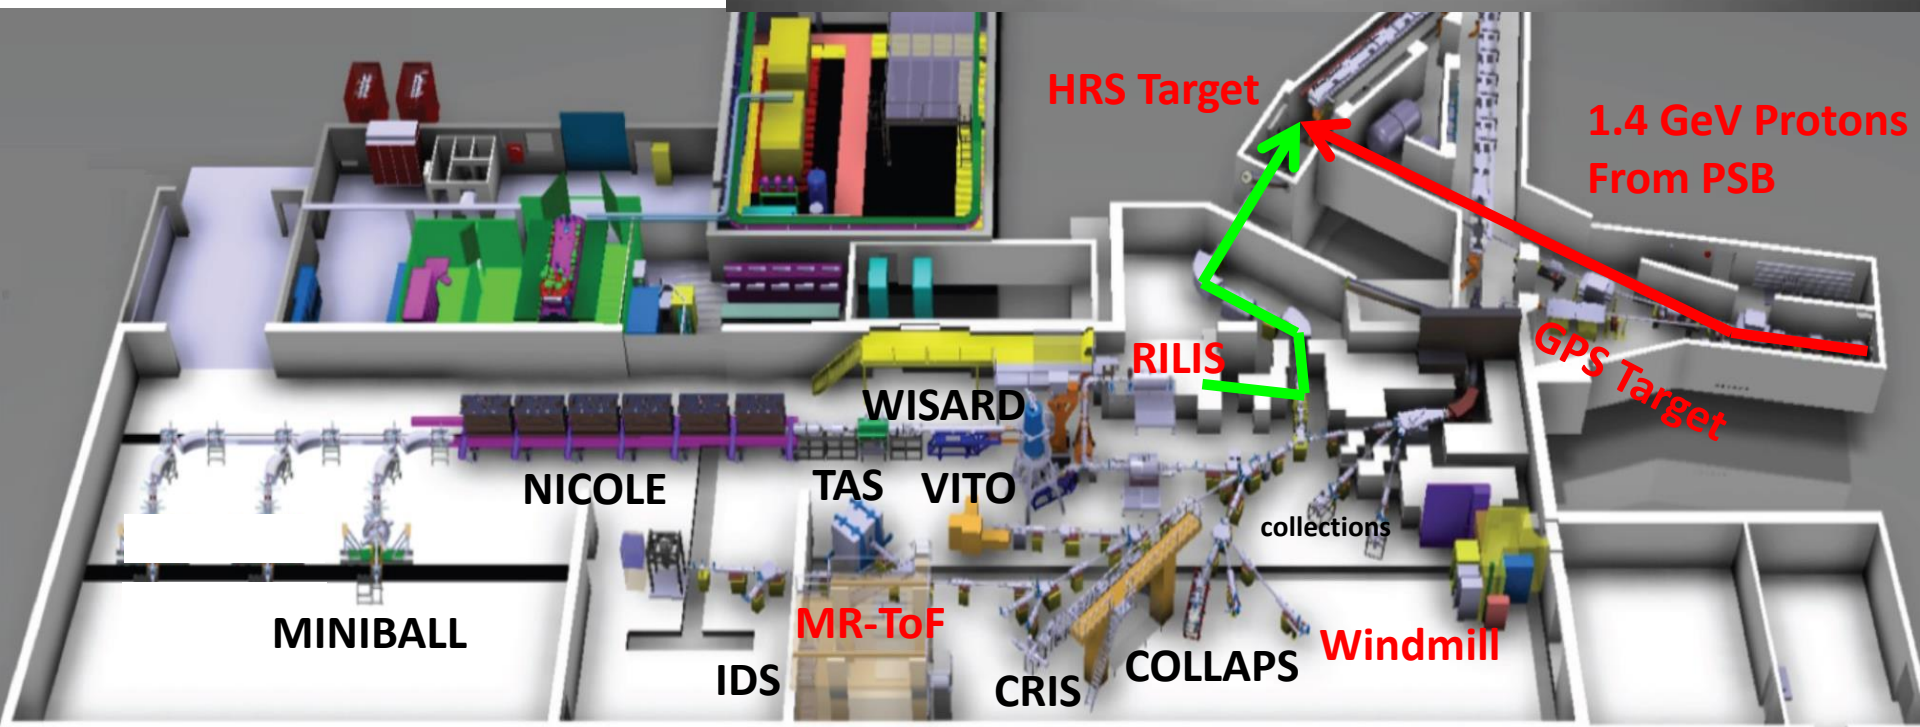 HRS Target
1.4 GeV Protons
From PSB
GPS Target
RILIS
WISARD
NICOLE
TAS
VITO
collections
MINIBALL
MR-ToF
Windmill
IDS
CRIS
COLLAPS